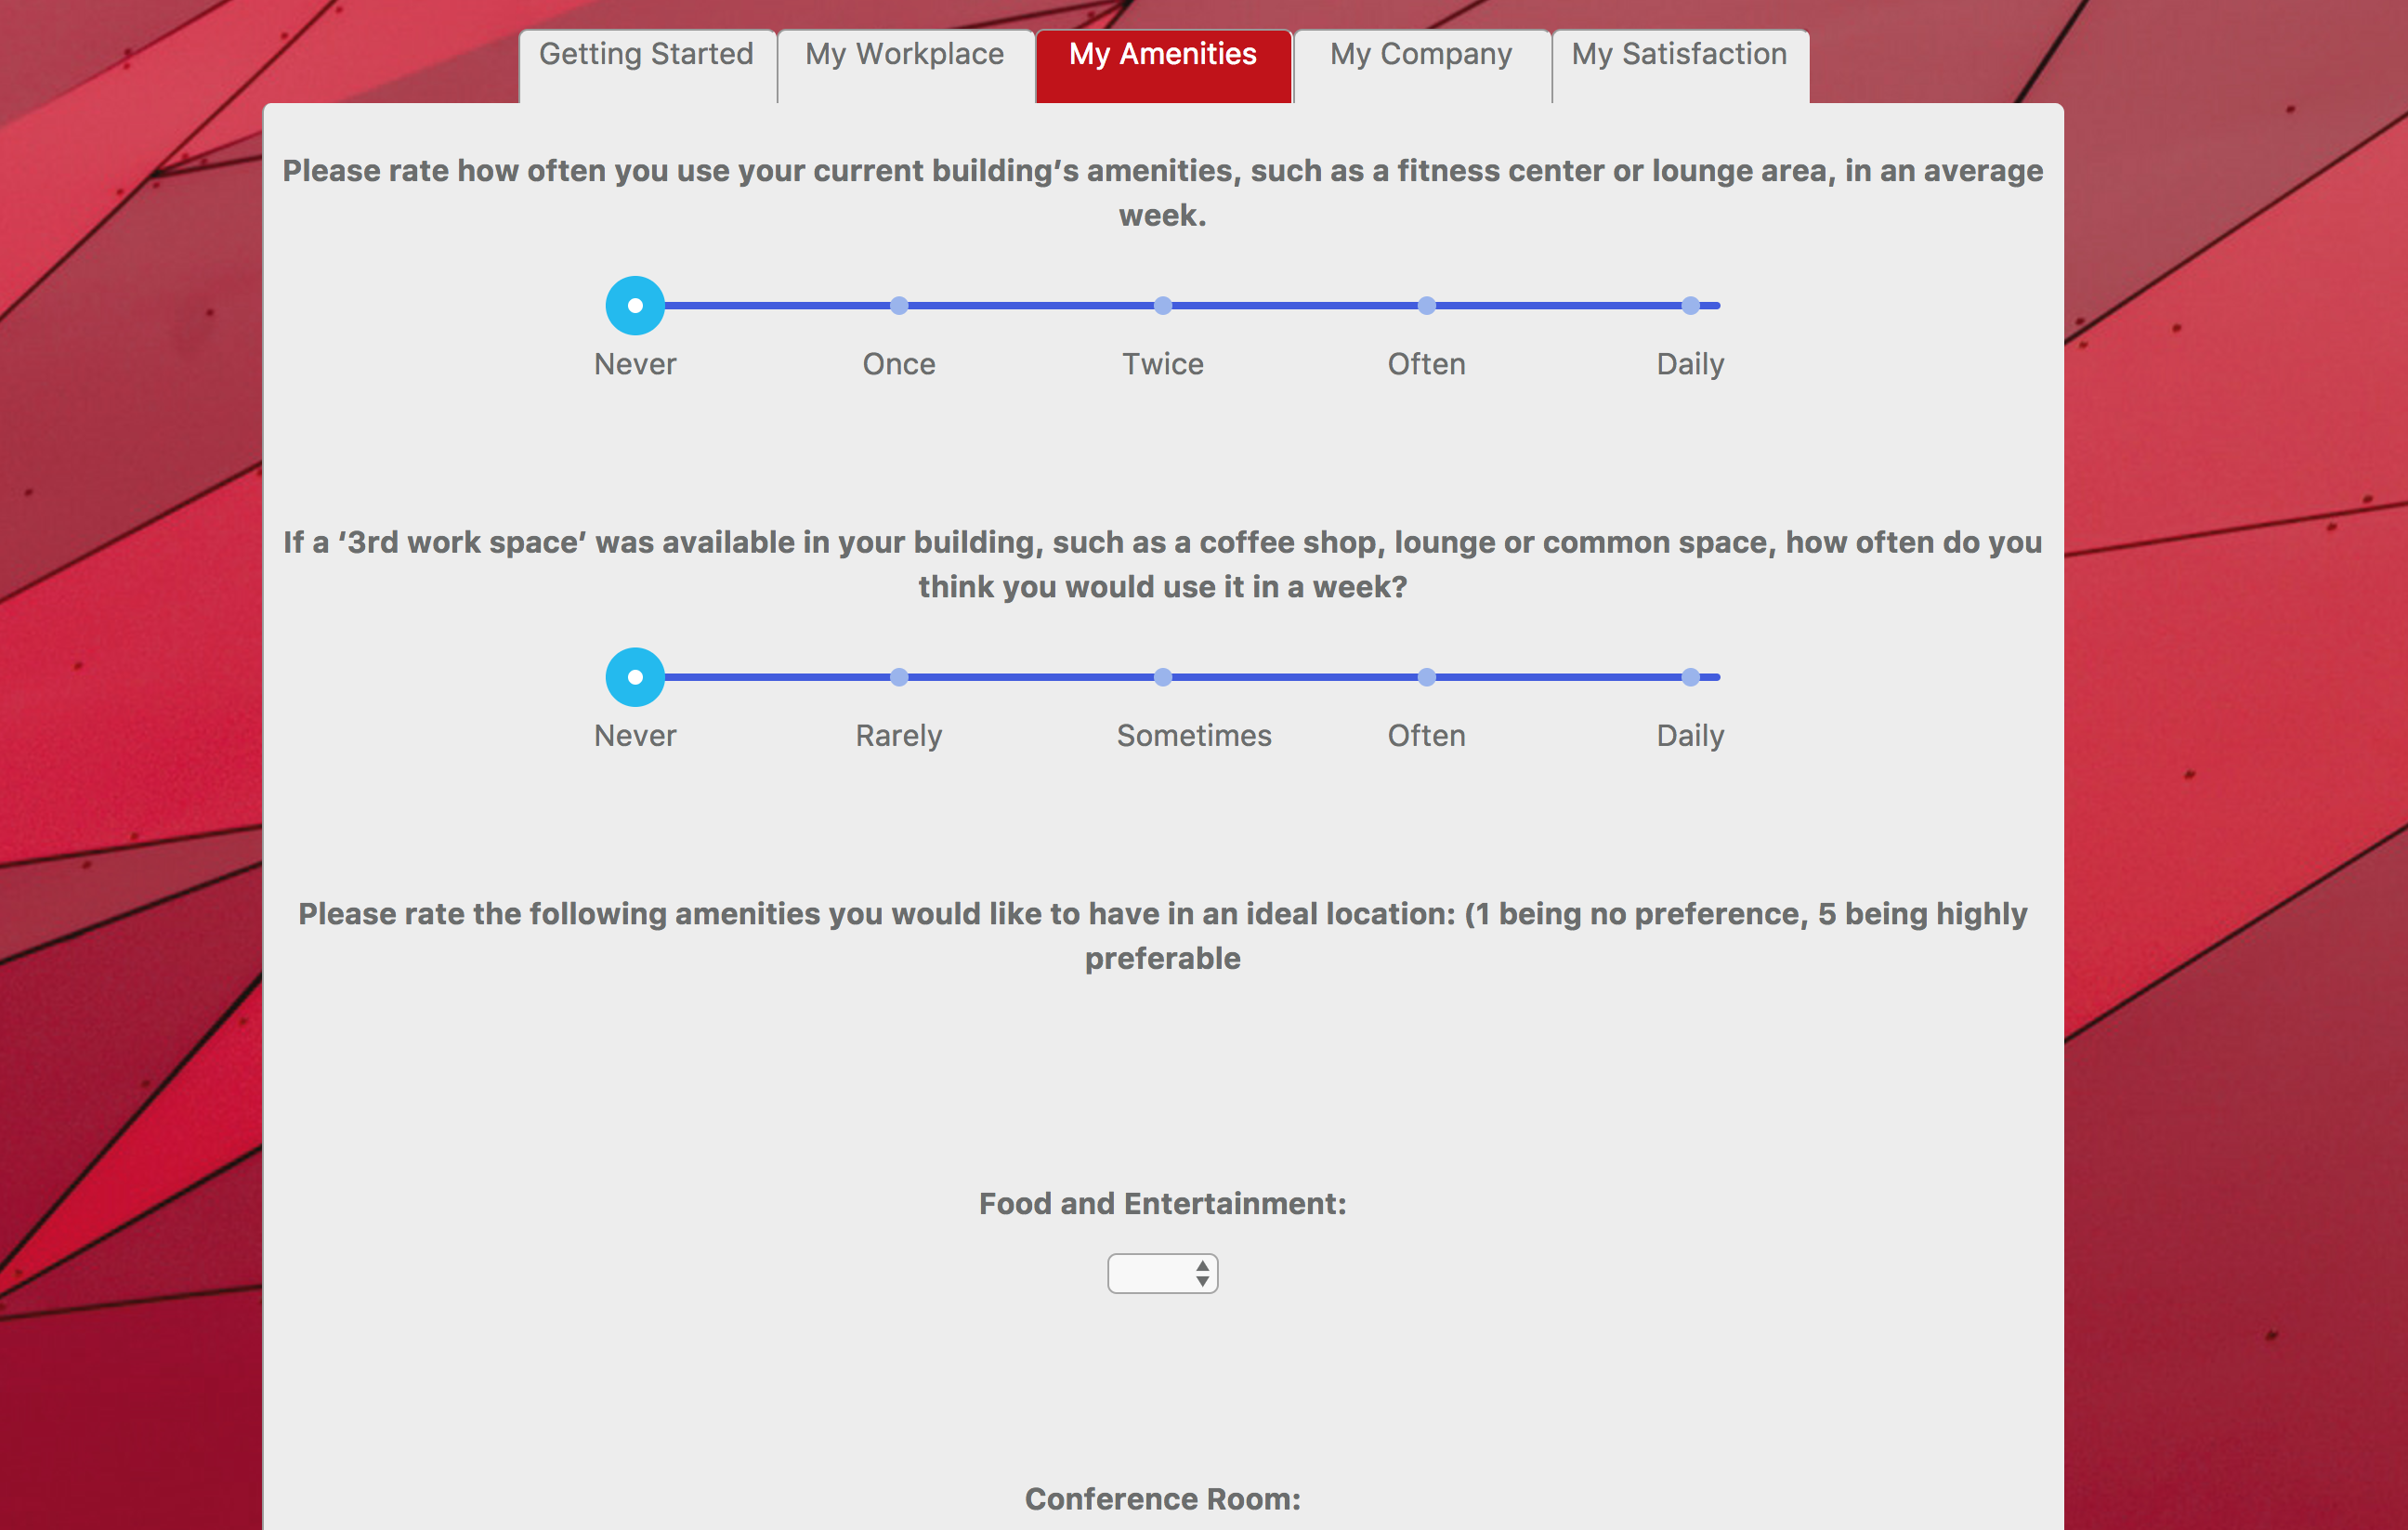 Getting Started My Workplace My Amenities My Company My Satisfaction
Please rate how often you use your current building's amenities, such as a fitness center or lounge area, in an average
week.
Never Once Twice Often Daily
If a ‘3rd work space’ was available in your building, such as a coffee shop, lounge or common space, how often do you
think you would use it in a week?
Never Rarely Sometimes Often Daily
Please rate the following amenities you would like to have in an ideal location: (1 being no preference, 5 being highly
preferable
Food and Entertainment:
Conference Room: